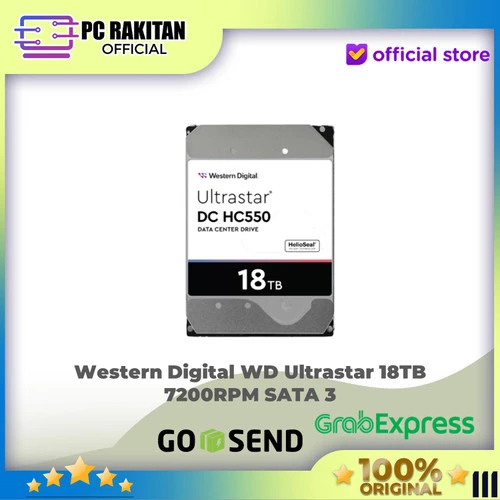 PC RAKITAN
OFFICIAL
official store
Western Digital
Ultrastar®
DC HC550
DATA CENTER DRIVE
HelioSeal®
18TB
Western Digital WD Ultrastar 18TB
7200RPM SATA 3
GO SEND
GrabExpress
100%
ORIGINAL